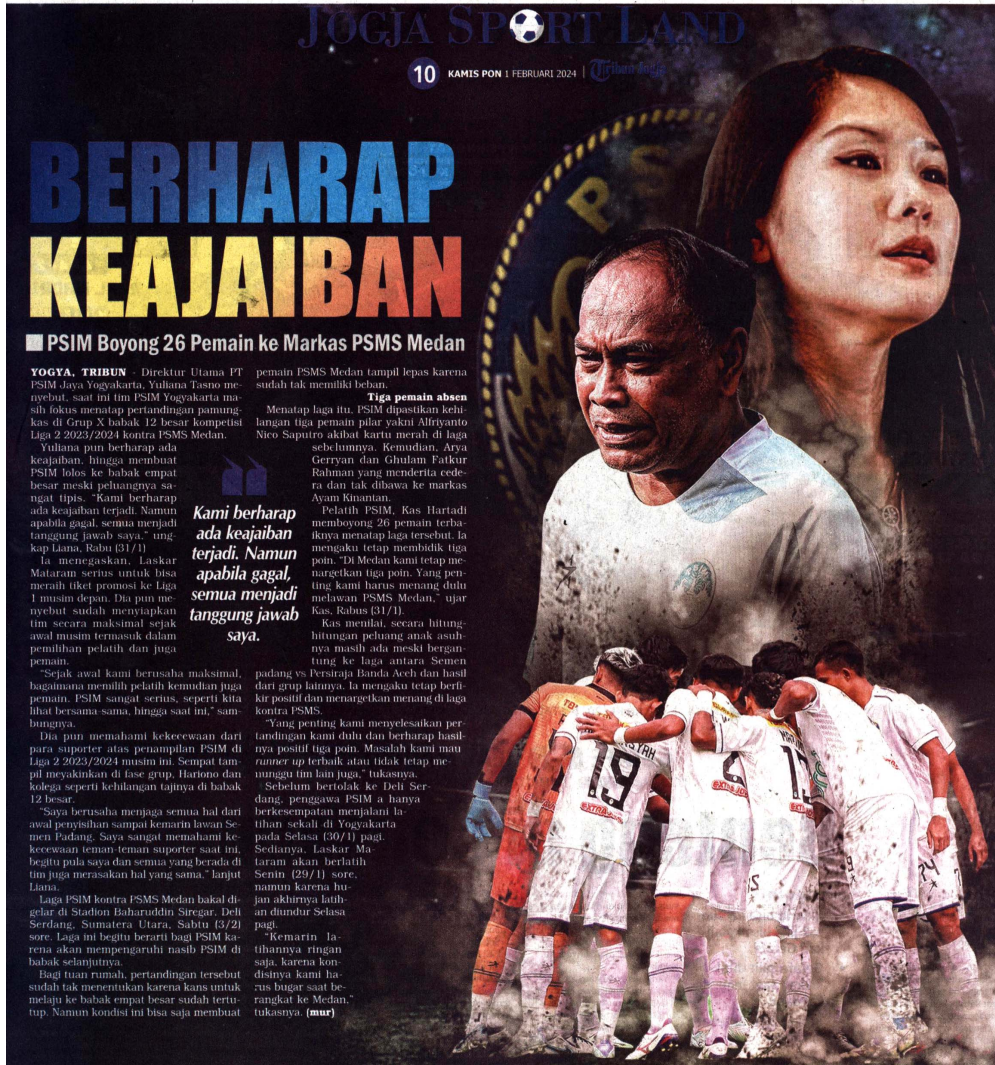 JOGJA SPORT LAND
10 KAMIS PON 1 FEBRUARI 2024 | Tribun Jogja
P S
BERHARAP
KEAJAIBAN
PSIM Boyong 26 Pemain ke Markas PSMS Medan
YOGYA, TRIBUN - Direktur Utama PT
PSIM Jaya Yogyakarta, Yuliana Tasno me-
nyebut, saat ini tim PSIM Yogyakarta ma-
sih fokus menatap pertandingan pamung-
kas di Grup X babak 12 besar kompetisi
Liga 2 2023/2024 kontra PSMS Medan.
Yuliana pun berharap ada
keajaiban, hingga membuat
PSIM lolos ke babak empat
besar meski peluangnya sa-
ngat tipis. "Kami berharap
ada keajaiban terjadi. Namun
apabila gagal, semua menjadi
tanggung jawab saya," ung-
kap Liana, Rabu (31/1)
Ia menegaskan, Laskar
Mataram serius untuk bisa
meraih tiket promosi ke Liga
1 musim depan. Dia pun me-
nyebut sudah menyiapkan
tim secara maksimal sejak
awal musim termasuk dalam
pemilihan pelatih dan juga
pemain.
"Sejak awal kami berusaha maksimal,
bagaimana memilih pelatih kemudian juga
pemain. PSIM sangat serius, seperti kita
lihat bersama-sama, hingga saat ini," sam-
bungnya.
Dia pun memahami kekecewaan dari
para suporter atas penampilan PSIM di
Liga 2 2023/2024 musim ini. Sempat tam-
pil meyakinkan di fase grup, Hariono dan
kolega seperti kehilangan tajinya di babak
12 besar.
"Saya berusaha menjaga semua hal dari
awal penyisihan sampai kemarin lawan Se-
men Padang. Saya sangat memahami ke-
kecewaan teman-teman suporter saat ini,
begitu pula saya dan semua yang berada di
tim juga merasakan hal yang sama," lanjut
Liana.
Laga PSIM kontra PSMS Medan bakal di-
gelar di Stadion Baharuddin Siregar, Deli
Serdang, Sumatera Utara, Sabtu (3/2)
sore. Laga ini begitu berarti bagi PSIM ka-
rena akan mempengaruhi nasib PSIM di
babak selanjutnya.
Bagi tuan rumah, pertandingan tersebut
sudah tak menentukan karena kans untuk
melaju ke babak empat besar sudah tertu-
tup. Namun kondisi ini bisa saja membuat
pemain PSMS Medan tampil lepas karena
sudah tak memiliki beban.
Tiga pemain absen
Menatap laga itu, PSIM dipastikan kehi-
langan tiga pemain pilar yakni Alfriyanto
Nico Saputro akibat kartu merah di laga
sebelumnya. Kemudian, Arya
Gerryan dan Ghulam Fatkur
Rahman yang menderita cede-
ra dan tak dibawa ke markas
Ayam Kinantan.
Pelatih PSIM, Kas Hartadi
memboyong 26 pemain terba-
iknya menatap laga tersebut. Ia
mengaku tetap membidik tiga
poin. "Di Medan kami tetap me-
nargetkan tiga poin. Yang pen-
ting kami harus menang dulu
melawan PSMS Medan," ujar
Kas, Rabus (31/1).
Kas menilai, secara hitung-
hitungan peluang anak asuh-
nya masih ada meski bergan-
tung ke laga antara Semen
padang vs Persiraja Banda Aceh dan hasil
dari grup lainnya. Ia mengaku tetap berfi-
kir positif dan menargetkan menang di laga
kontra PSMS.
"Yang penting kami menyelesaikan per-
tandingan kami dulu dan berharap hasil-
nya positif tiga poin. Masalah kami mau
runner up terbaik atau tidak tetap me-
nunggu tim lain juga," tukasnya.
Sebelum bertolak ke Deli Ser-
dang, penggawa PSIM a hanya
berkesempatan menjalani la-
tihan sekali di Yogyakarta
pada Selasa (30/1) pagi.
Sedianya, Laskar Ma-
taram akan berlatih
Senin (29/1) sore,
namun karena hu-
jan akhirnya latih-
an diundur Selasa
pagi.
"Kemarin la-
tihannya ringan
saja, karena kon-
disinya kami ha-
rus bugar saat be-
rangkat ke Medan,"
tukasnya. (mur)
Kami berharap
ada keajaiban
terjadi. Namun
apabila gagal,
semua menjadi
tanggung jawab
saya.
19
24